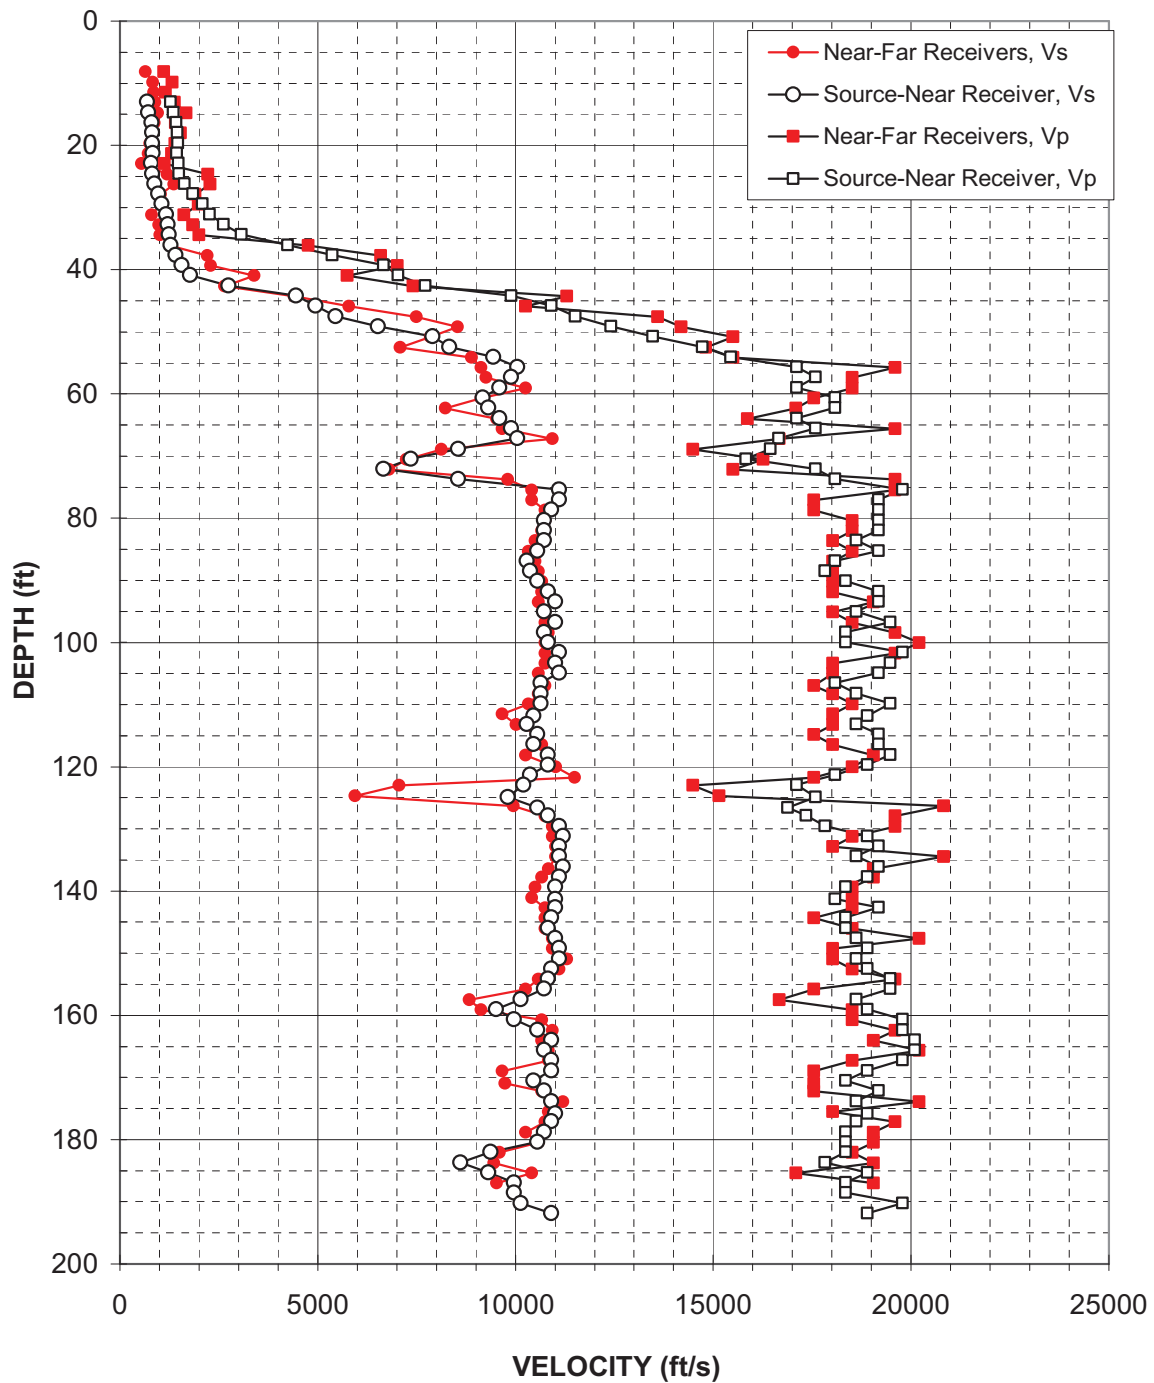 Near-Far Receivers, Vs
Source-Near Receiver, Vs
Near-Far Receivers, Vp
Source-Near Receiver, Vp
0
20
40
60
80
100
120
140
160
180
200
DEPTH (ft)
0 5000 10000 15000 20000 25000
VELOCITY (ft/s)